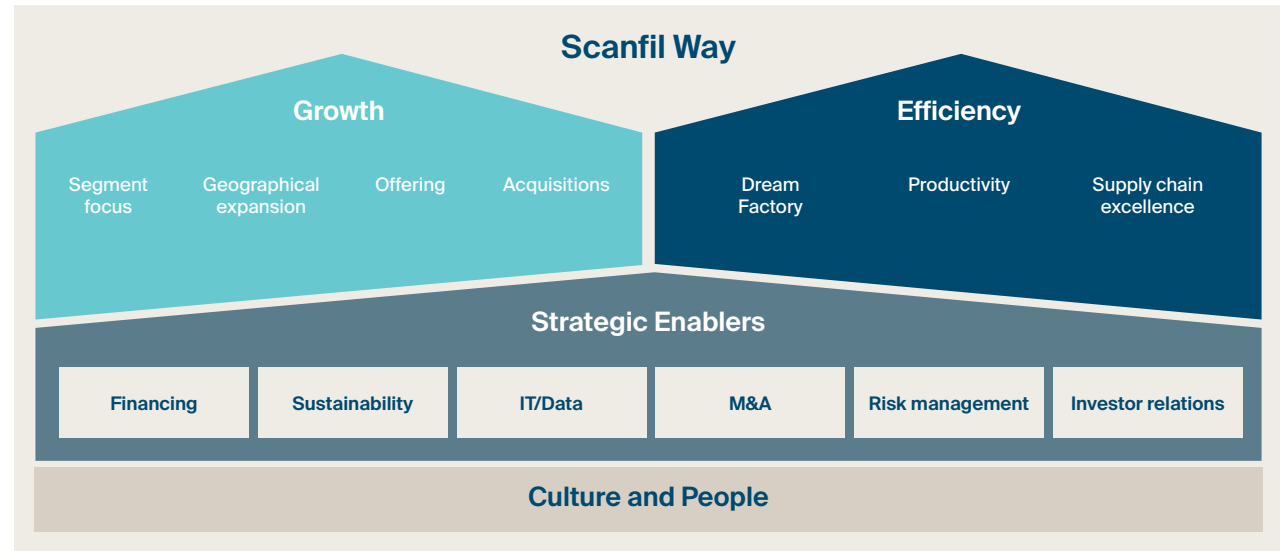 Scanfil Way
Growth
Efficiency
Segment
focus
Geographical
expansion
Offering
Acquisitions
Dream
Factory
Productivity
Supply chain
excellence
Strategic Enablers
Financing
Sustainability
IT/Data
M&A
Risk management
Investor relations
Culture and People